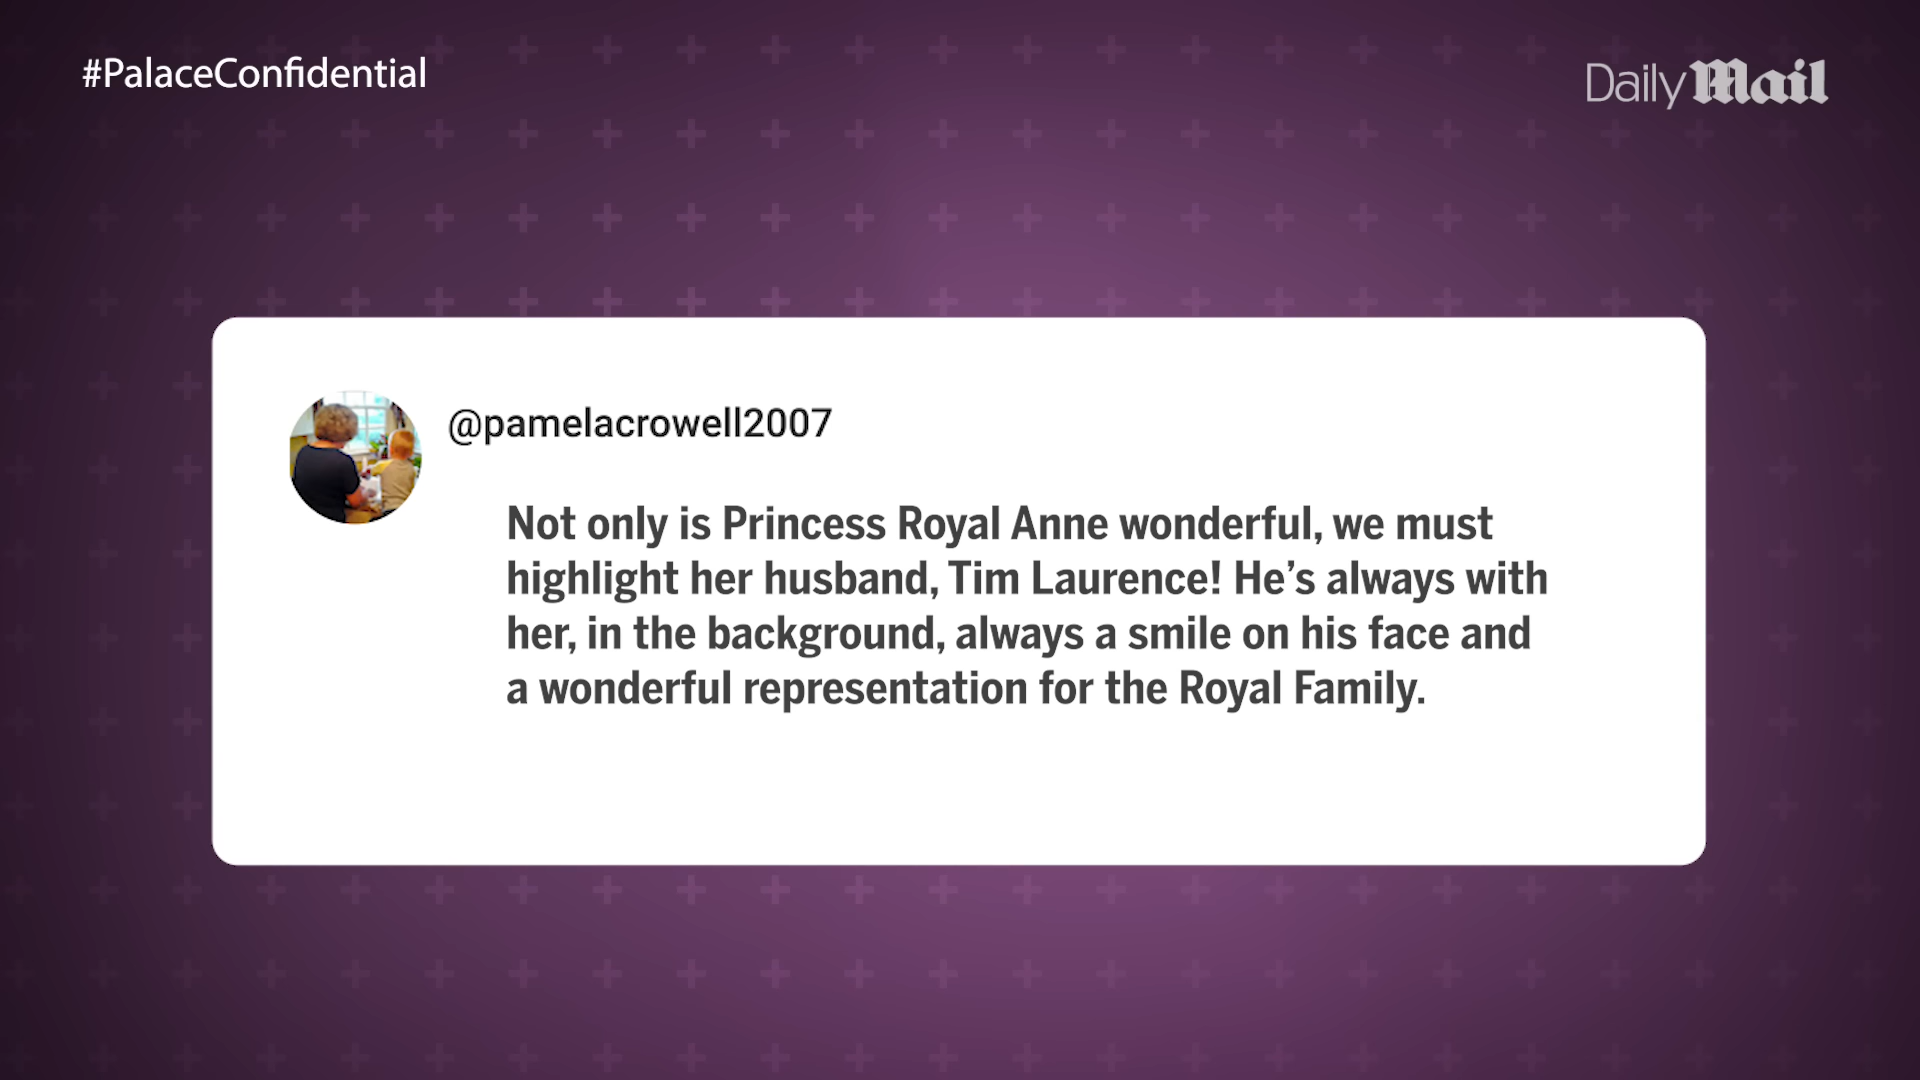 #PalaceConfidential
Daily Mail
@pamelacrowell2007
Not only is Princess Royal Anne wonderful, we must
highlight her husband, Tim Laurence! He’s always with
her, in the background, always a smile on his face and
a wonderful representation for the Royal Family.